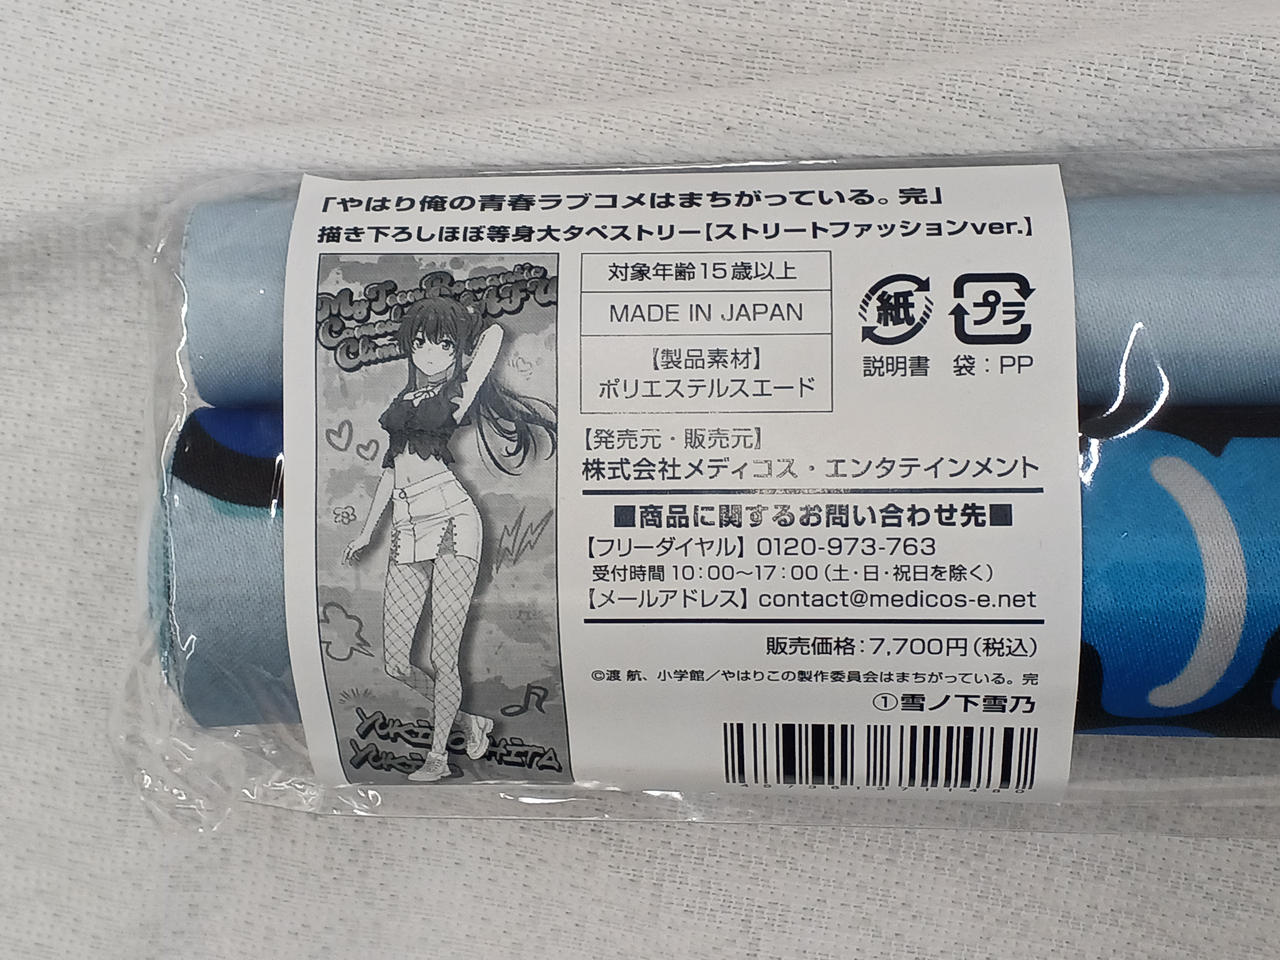 「やはり俺の青春ラブコメはまちがっている。完」
描き下ろしほぼ等身大タペストリー【ストリートファッションver.】
My Teen Romantic
Clim
対象年齢15歳以上
MADE IN JAPAN
【製品素材】
ポリエステルスエード
紙
説明書
プラ
袋：PP
【発売元・販売元】
株式会社メディコス・エンタテインメント
■商品に関するお問い合わせ先■
【フリーダイヤル】0120-973-763
受付時間10：00～17：00（土・日・祝日を除く）
【メールアドレス】contact@medicos-e.net
販売価格：7,700円（税込）
©渡 航、小学館／やはりこの製作委員会はまちがっている。完
①雪ノ下雪乃